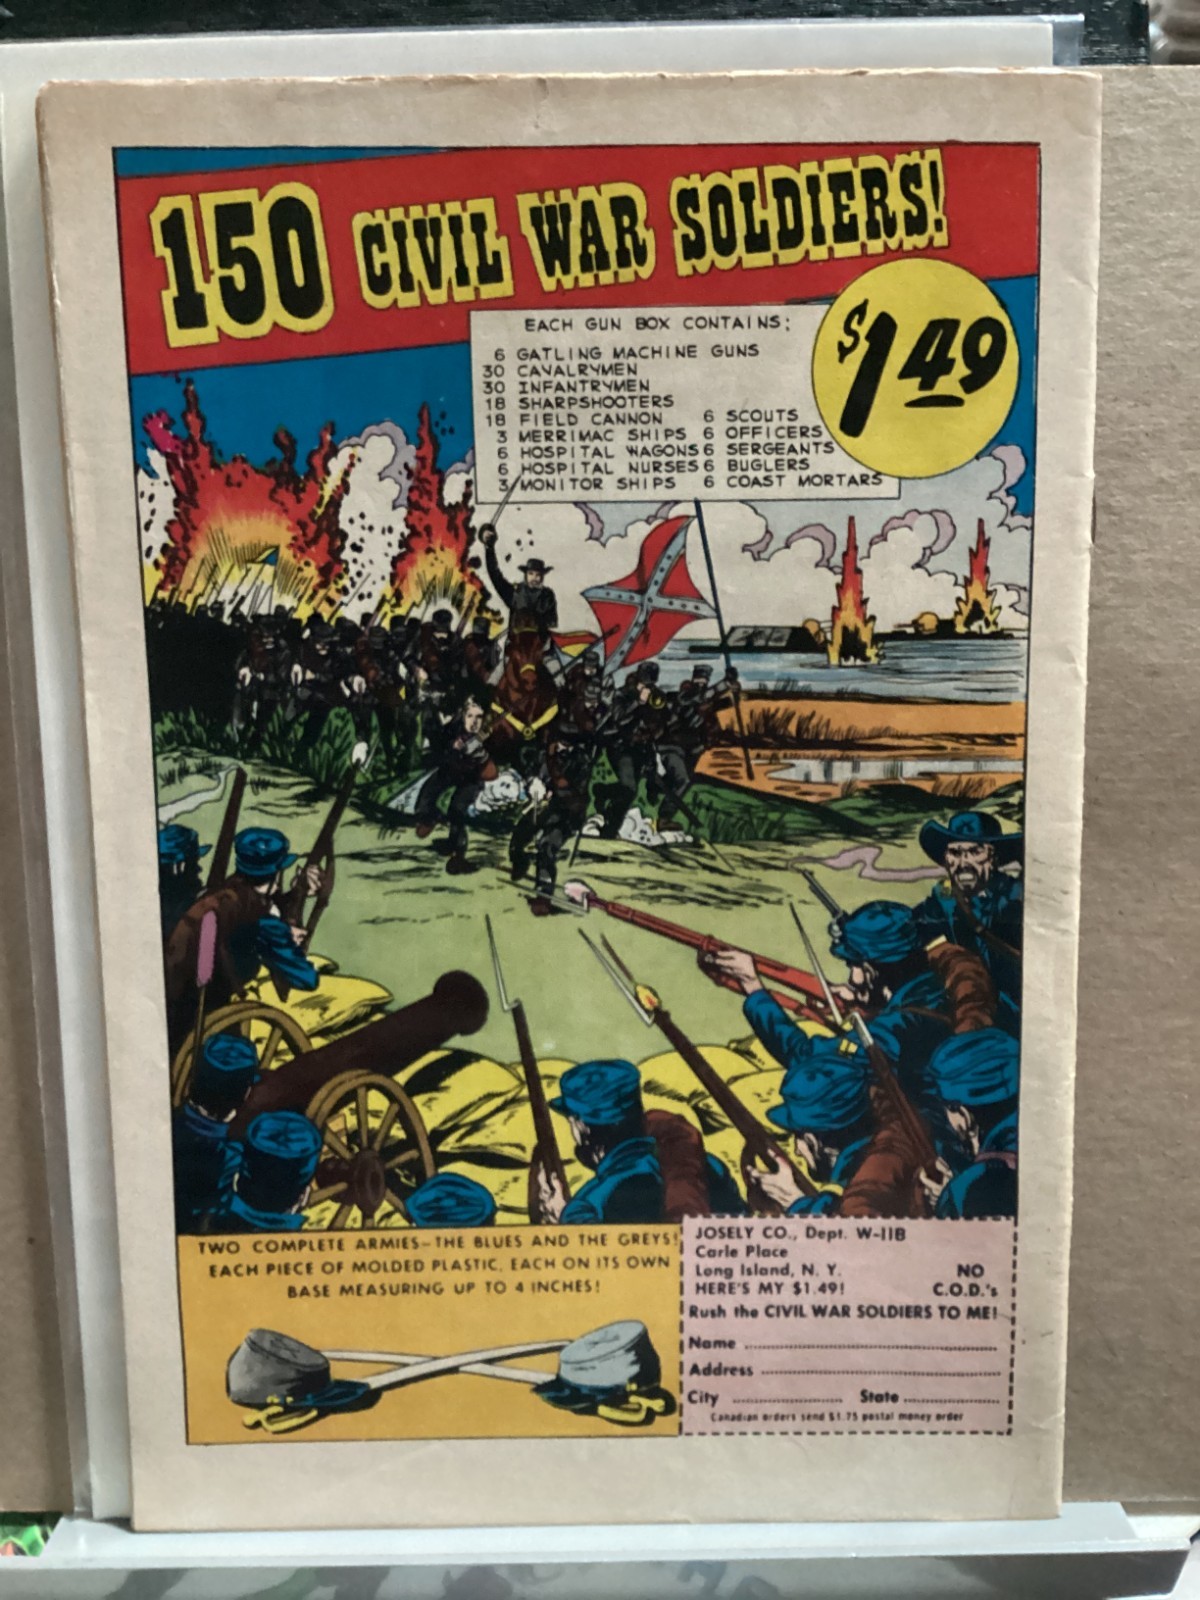 150 CIVIL WAR SOLDIERS!
$1.49
EACH GUN BOX CONTAINS;
6 GATLING MACHINE GUNS
30 CAVALRYMEN
30 INFANTRYMEN
18 SHARPSHOOTERS
18 FIELD CANNON 6 SCOUTS
3 MERRIMAC SHIPS 6 OFFICERS
6 HOSPITAL WAGONS 6 SERGEANTS
6 HOSPITAL NURSES 6 BUGLERS
3 MONITOR SHIPS 6 COAST MORTARS
TWO COMPLETE ARMIES—THE BLUES AND THE GREYS!
EACH PIECE OF MOLDED PLASTIC, EACH ON ITS OWN
BASE MEASURING UP TO 4 INCHES!
JOSELY CO., Dept. W-11B
Carle Place
Long Island, N. Y. NO
HERE'S MY $1.49! C.O.D.'s
Rush the CIVIL WAR SOLDIERS TO ME!
Name
Address
City State
Canadian orders send $1.75 postal money order